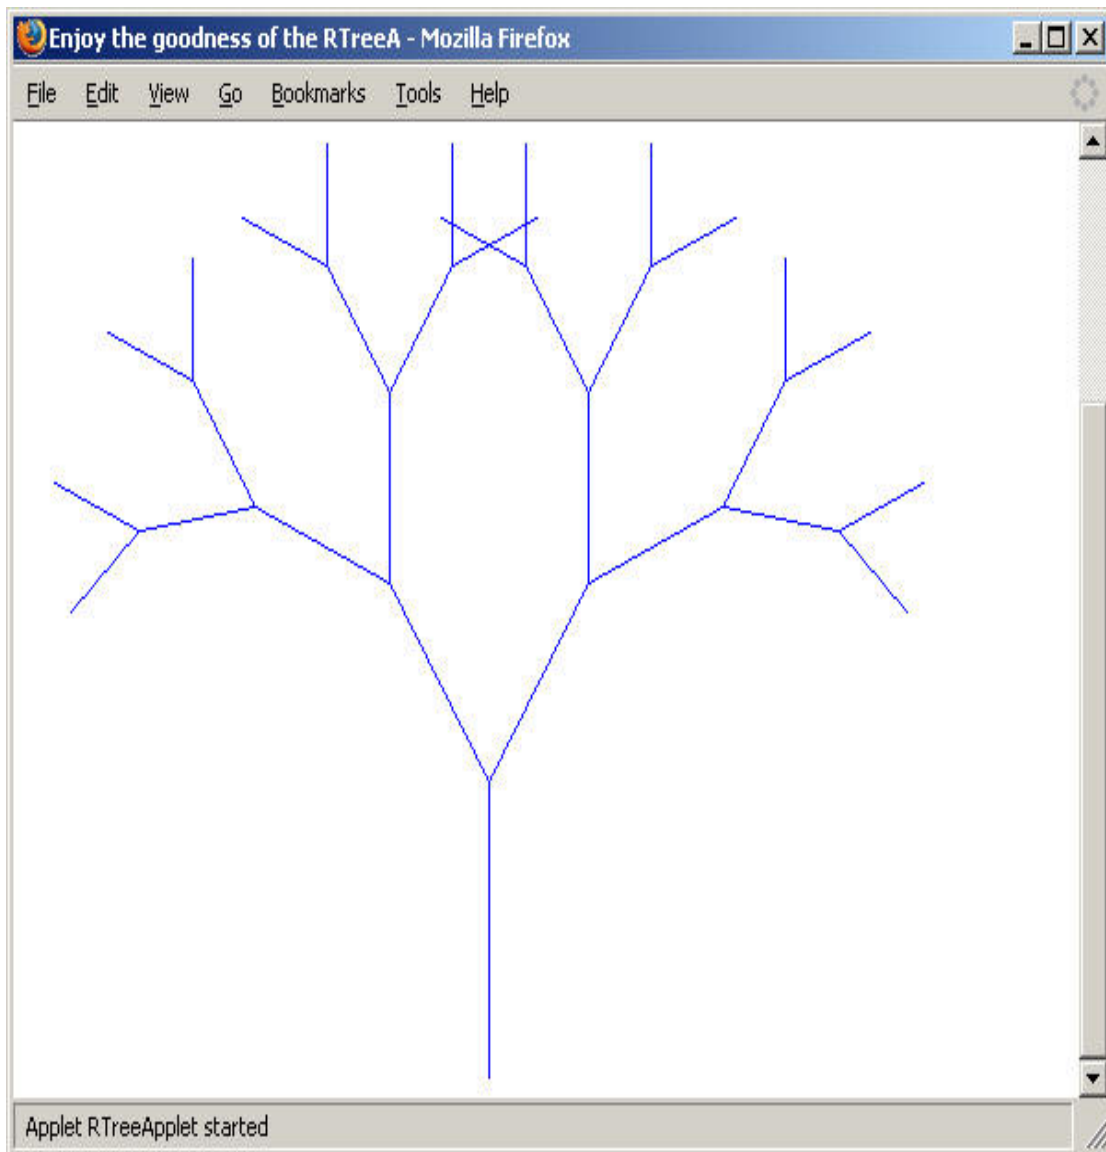 Enjoy the goodness of the RTreeA - Mozilla Firefox
File Edit View Go Bookmarks Tools Help
Applet RTreeApplet started